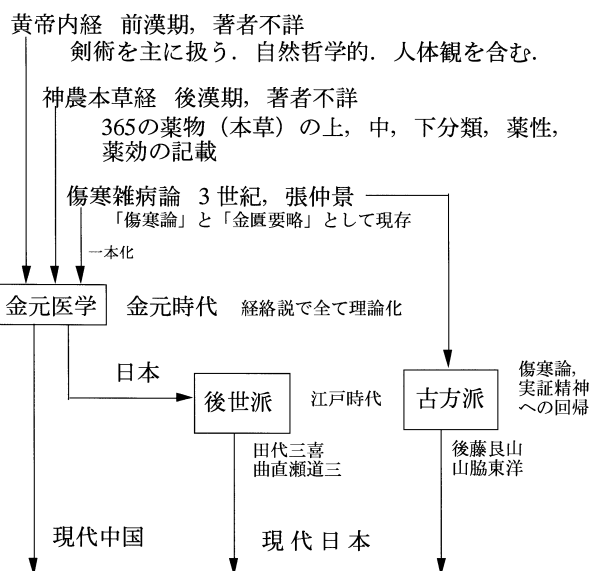 黄帝内経 前漢期，著者不詳
剣術を主に扱う．自然哲学的．人体観を含む．
神農本草経 後漢期，著者不詳
365の薬物（本草）の上，中，下分類，薬性，
薬効の記載
傷寒雑病論 3世紀，張仲景
「傷寒論」と「金匱要略」として現存
一本化
金元医学 金元時代 経絡説で全て理論化
日本
後世派 江戸時代 古方派
傷寒論，
実証精神
への回帰
田代三喜
曲直瀬道三
後藤艮山
山脇東洋
現代中国 現代日本